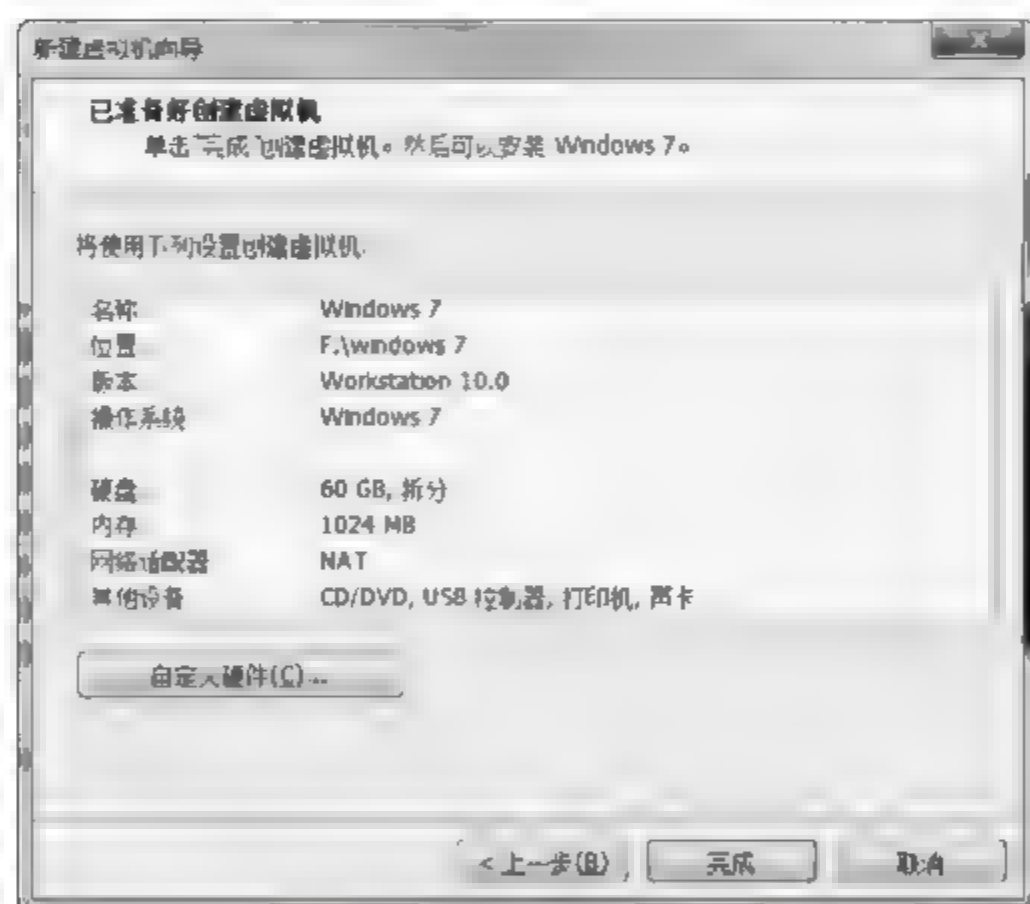 新建虚拟机向导
已准备好创建虚拟机
单击“完成”创建虚拟机。然后可以安装 Windows 7。
将使用下列设置创建虚拟机:
名称: Windows 7
位置: F:\windows 7
版本: Workstation 10.0
操作系统: Windows 7
硬盘: 60 GB, 拆分
内存: 1024 MB
网络适配器: NAT
其他设备: CD/DVD, USB 控制器, 打印机, 声卡
自定义硬件(C)...
< 上一步(B) 完成 取消